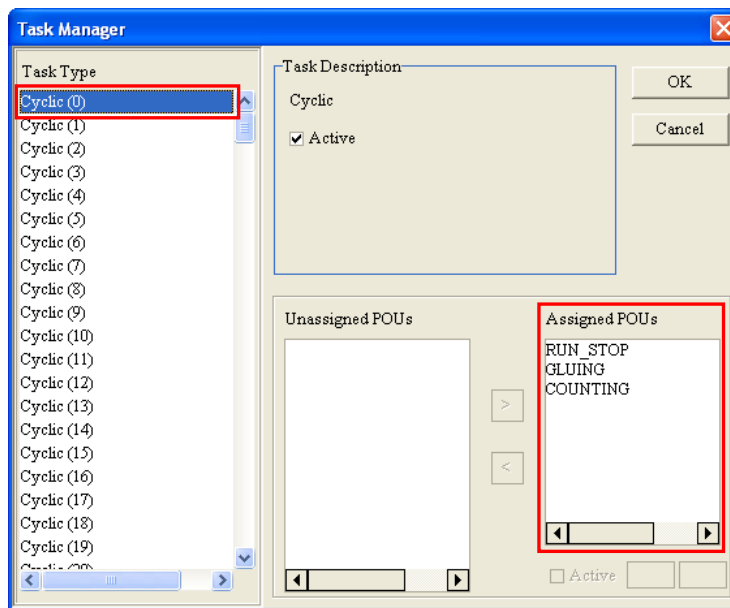 Task Manager
Task Type
Cyclic (0)
Cyclic (1)
Cyclic (2)
Cyclic (3)
Cyclic (4)
Cyclic (5)
Cyclic (6)
Cyclic (7)
Cyclic (8)
Cyclic (9)
Cyclic (10)
Cyclic (11)
Cyclic (12)
Cyclic (13)
Cyclic (14)
Cyclic (15)
Cyclic (16)
Cyclic (17)
Cyclic (18)
Cyclic (19)
Task Description
Cyclic
Active
OK
Cancel
Unassigned POUs
>
<
Assigned POUs
RUN_STOP
GLUING
COUNTING
Active